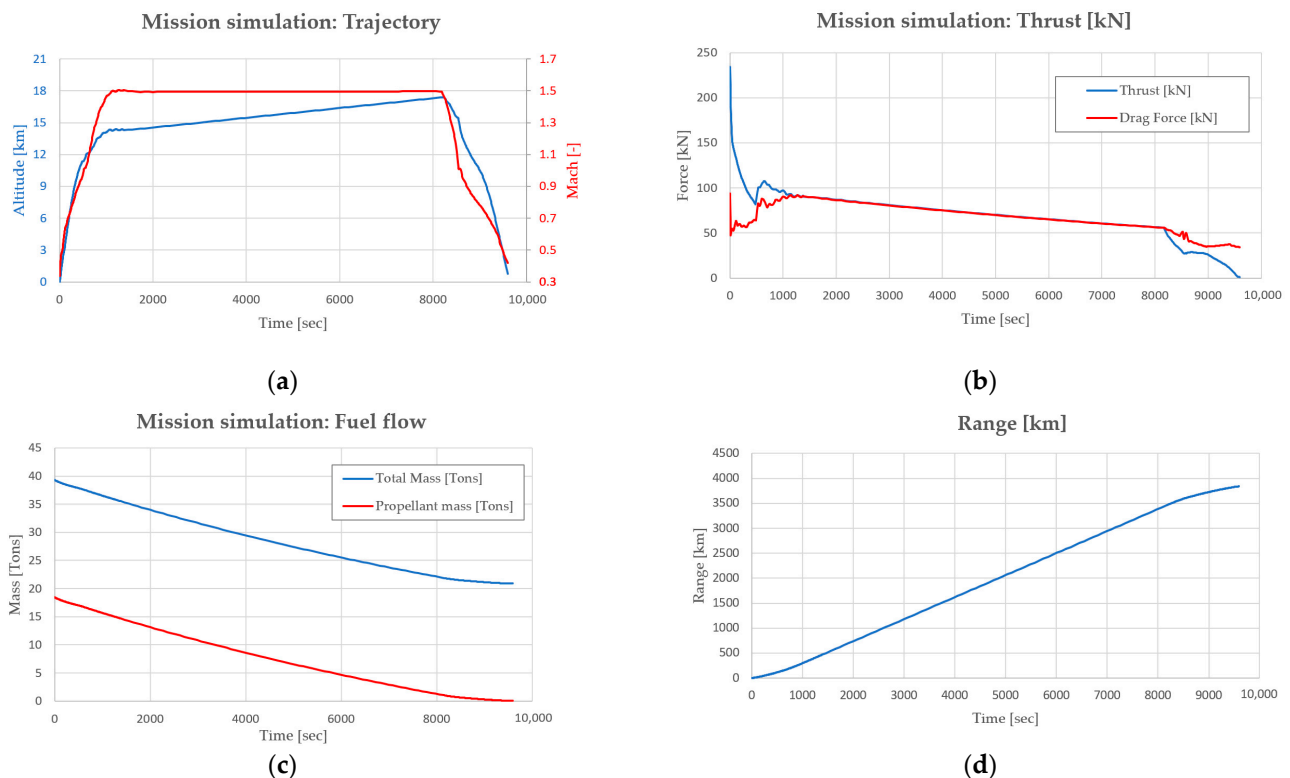 Mission simulation: Trajectory
21
18
15
12
9
6
3
0
Altitude [km]
1.7
1.5
1.3
1.1
0.9
0.7
0.5
0.3
Mach [-]
0 2000 4000 6000 8000 10,000
Time [sec]
(a)
Mission simulation: Thrust [kN]
250
200
150
100
50
0
Force [kN]
Thrust [kN]
Drag Force [kN]
0 1000 2000 3000 4000 5000 6000 7000 8000 9000 10,000
Time [sec]
(b)
Mission simulation: Fuel flow
45
40
35
30
25
20
15
10
5
0
Mass [Tons]
Total Mass [Tons]
Propellant mass [Tons]
0 2000 4000 6000 8000 10,000
Time [sec]
(c)
Range [km]
4500
4000
3500
3000
2500
2000
1500
1000
500
0
Range [km]
0 1000 2000 3000 4000 5000 6000 7000 8000 9000 10,000
Time [sec]
(d)